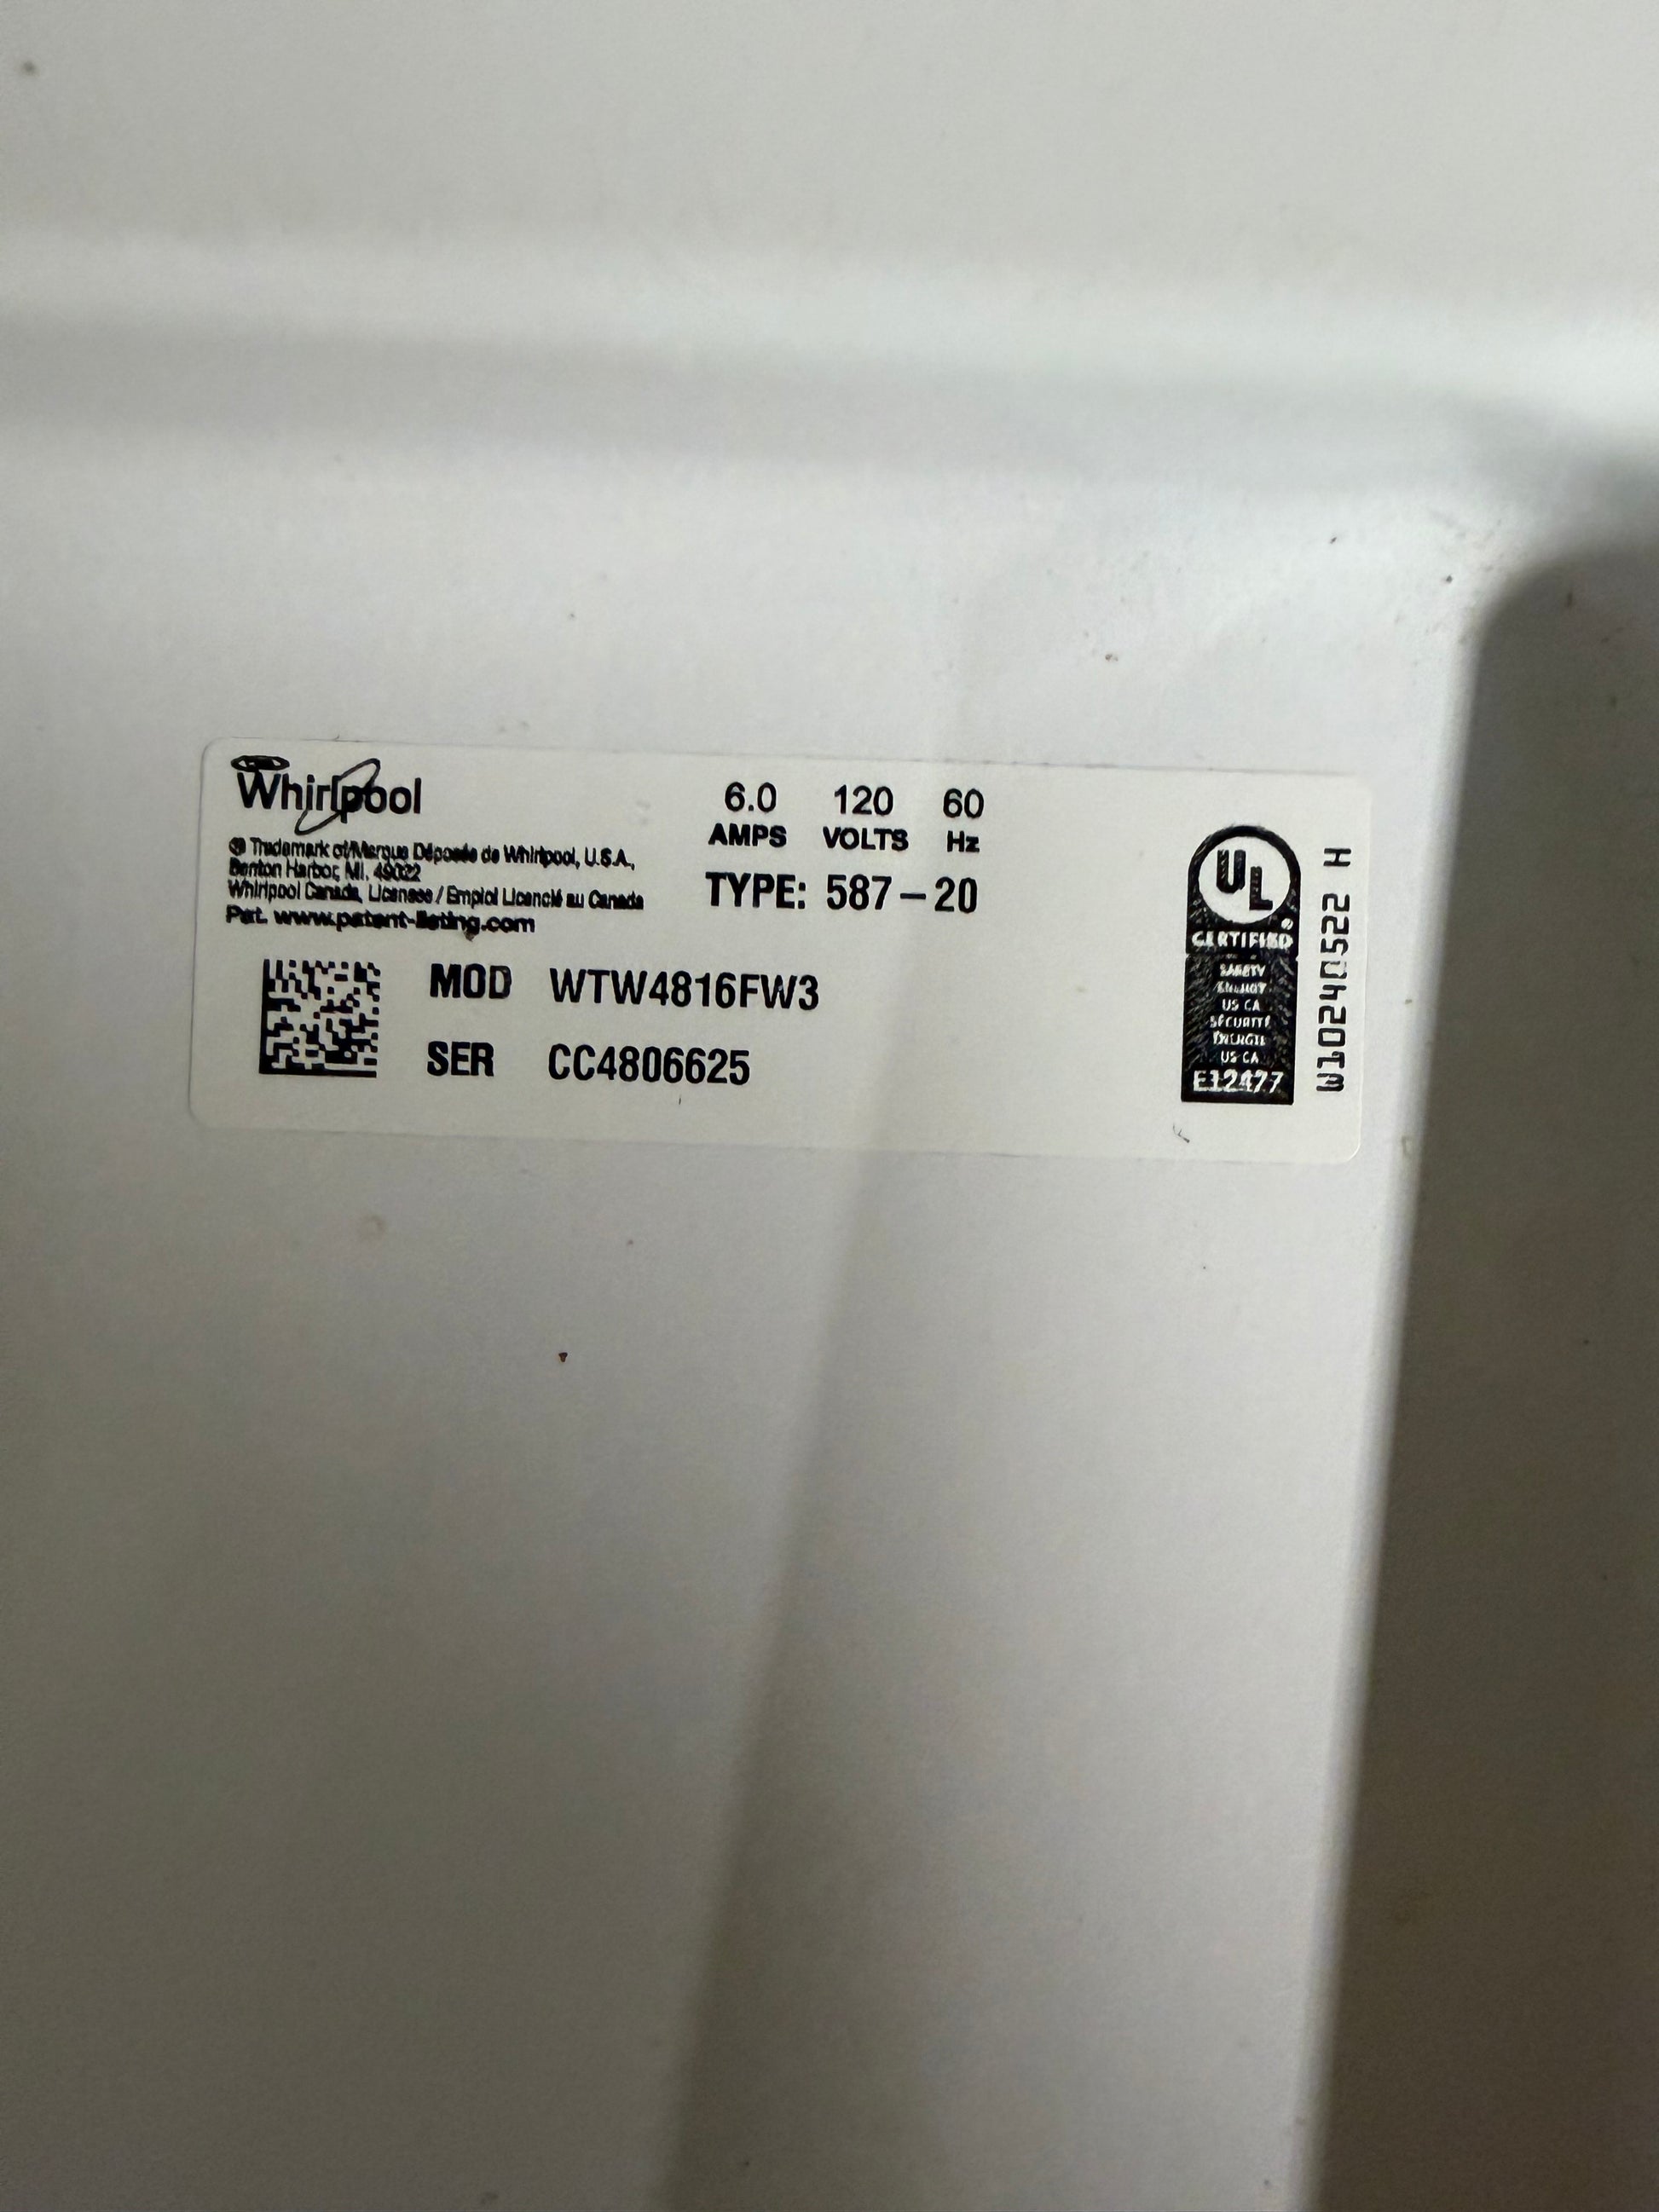 Whirlpool
® Trademark of/Marque Déposée de Whirlpool, U.S.A.,
Benton Harbor, MI. 49022
Whirlpool Canada, Licensee / Emploi Licencié au Canada
Pat. www.patent-listing.com
6.0 120 60
AMPS VOLTS Hz
TYPE: 587-20
MOD WTW4816FW3
SER CC4806625
UL
®
CERTIFIED
SAFETY
ENERGY
US CA
SÉCURITÉ
ÉNERGIE
US CA
E12477
W10240522 H